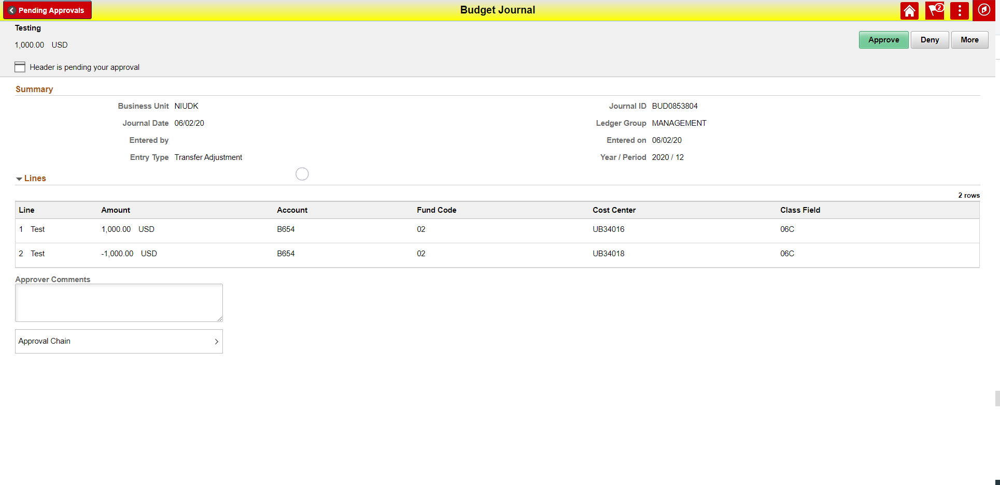 Pending Approvals
Budget Journal
2
Testing
1,000.00 USD
Approve
Deny
More
Header is pending your approval
Summary
Business Unit NIUDK
Journal ID BUD0853804
Journal Date 06/02/20
Ledger Group MANAGEMENT
Entered by
Entered on 06/02/20
Entry Type Transfer Adjustment
Year / Period 2020 / 12
Lines
2 rows
Line Amount Account Fund Code Cost Center Class Field
1 Test 1,000.00 USD B654 02 UB34016 06C
2 Test -1,000.00 USD B654 02 UB34018 06C
Approver Comments
Approval Chain